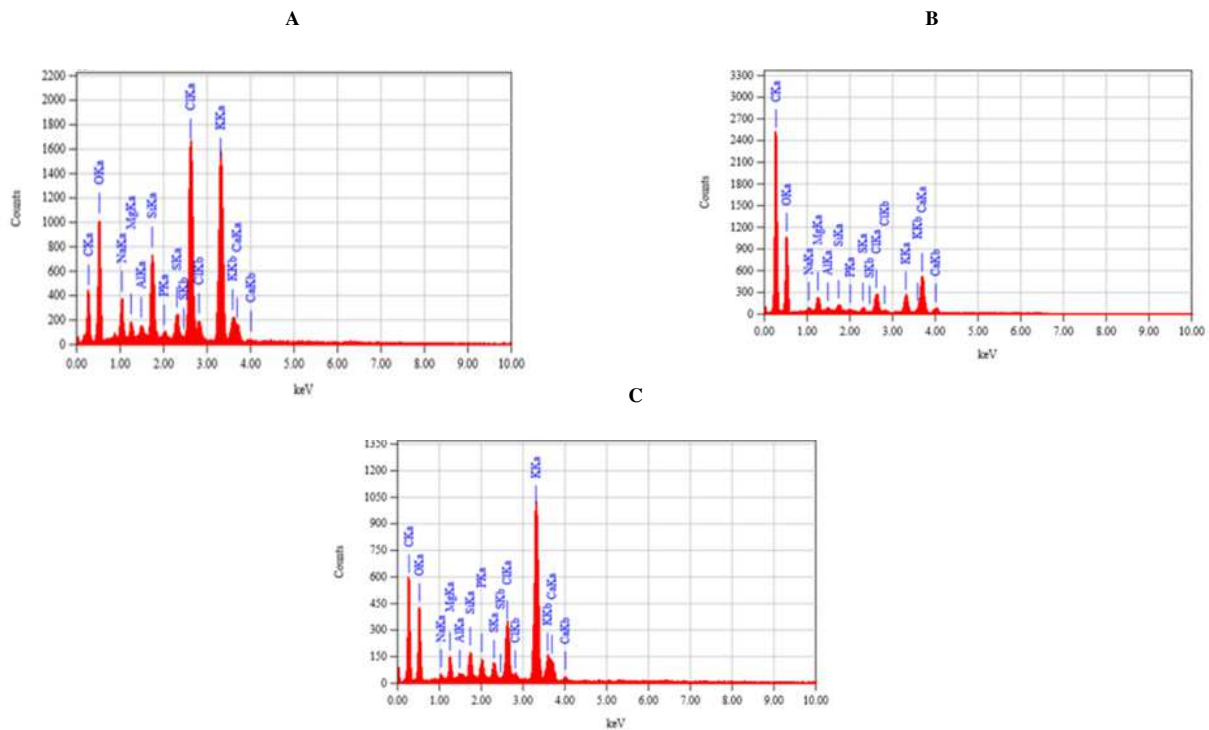 A
2200
2000
1800
1600
1400
1200
1000
800
600
400
200
0
Counts
CKa
OKa
NaKa
MgKa
AlKa
SiKa
PKa
SKa
SKb
ClKa
ClKb
KKa
KKb
CaKa
CaKb
0.00 1.00 2.00 3.00 4.00 5.00 6.00 7.00 8.00 9.00 10.00
keV
B
3300
3000
2700
2400
2100
1800
1500
1200
900
600
300
0
Counts
CKa
OKa
NaKa
MgKa
AlKa
SiKa
PKa
SKa
SKb
ClKa
ClKb
KKa
KKb
CaKa
CaKb
0.00 1.00 2.00 3.00 4.00 5.00 6.00 7.00 8.00 9.00 10.00
keV
C
1350
1200
1050
900
750
600
450
300
150
0
Counts
CKa
OKa
NaKa
MgKa
AlKa
SiKa
PKa
SKa
SKb
ClKa
ClKb
KKa
KKb
CaKa
CaKb
0.00 1.00 2.00 3.00 4.00 5.00 6.00 7.00 8.00 9.00 10.00
keV